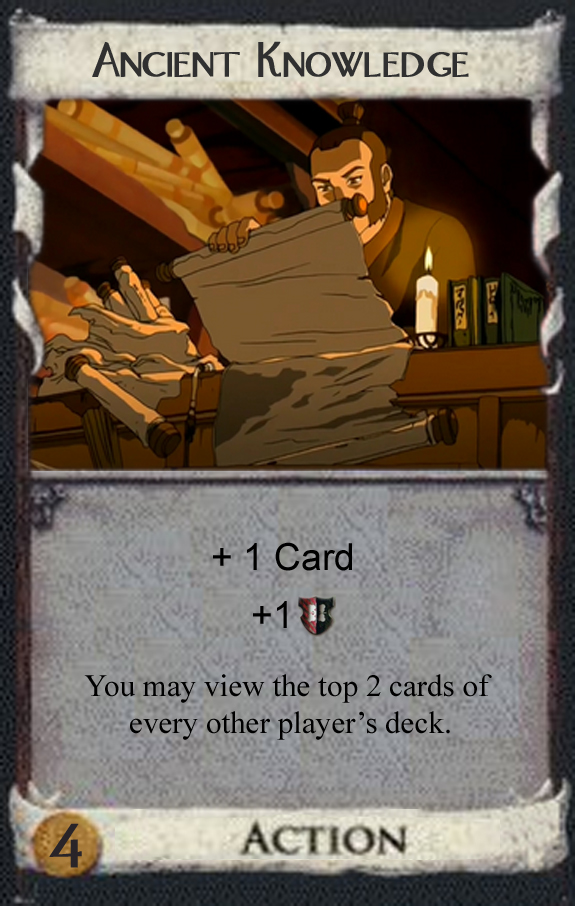 Ancient Knowledge
+ 1 Card
+1
You may view the top 2 cards of
every other player's deck.
4
Action